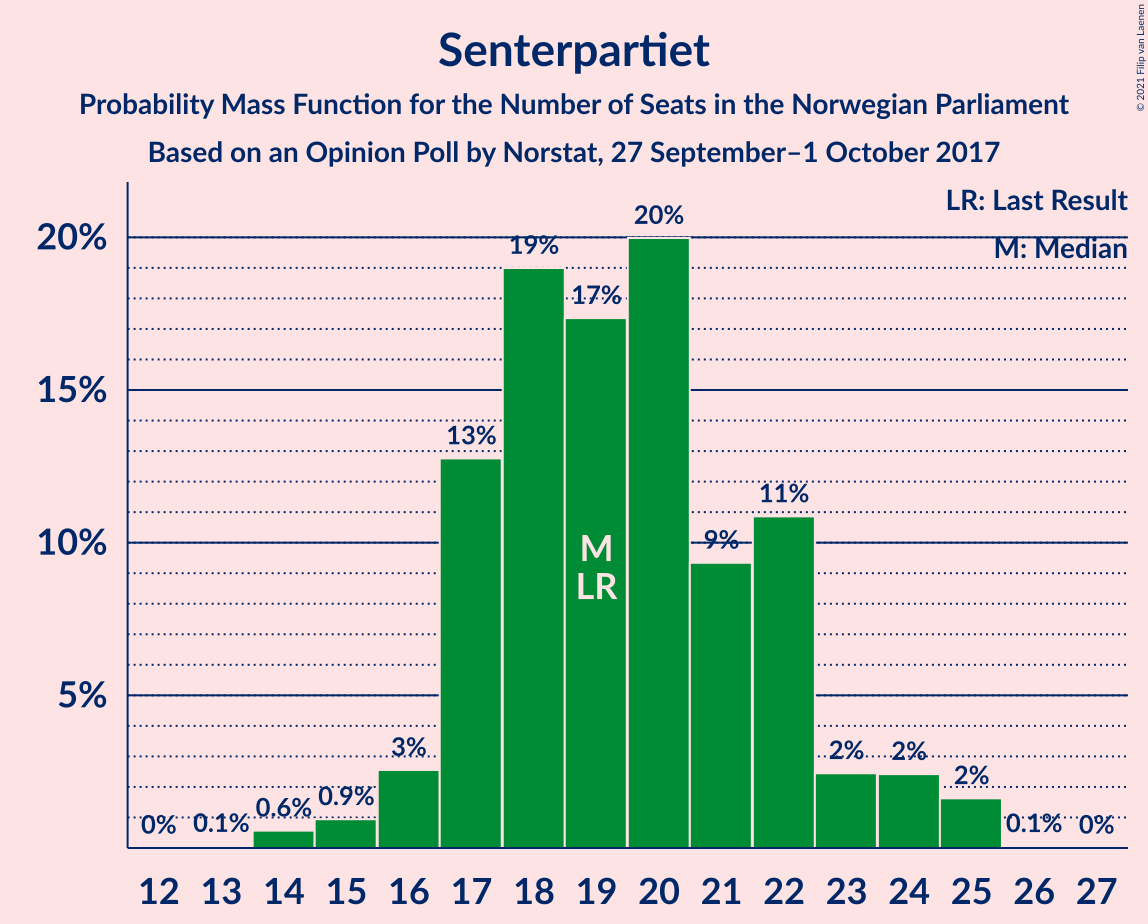 Senterpartiet
Probability Mass Function for the Number of Seats in the Norwegian Parliament
Based on an Opinion Poll by Norstat, 27 September–1 October 2017
© 2021 Filip van Laenen
LR: Last Result
M: Median
20%
15%
10%
5%
0% 0.1% 0.6% 0.9% 3% 13% 19% 17% 20% 9% 11% 2% 2% 2% 0.1% 0%
M
LR
12 13 14 15 16 17 18 19 20 21 22 23 24 25 26 27